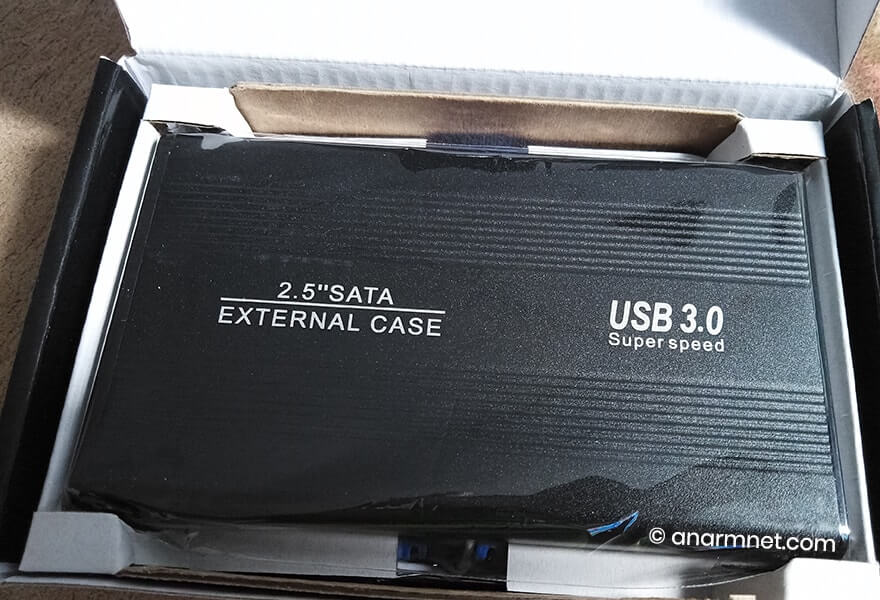 2.5"SATA
EXTERNAL CASE
USB 3.0
Super speed
© anarmnet.com